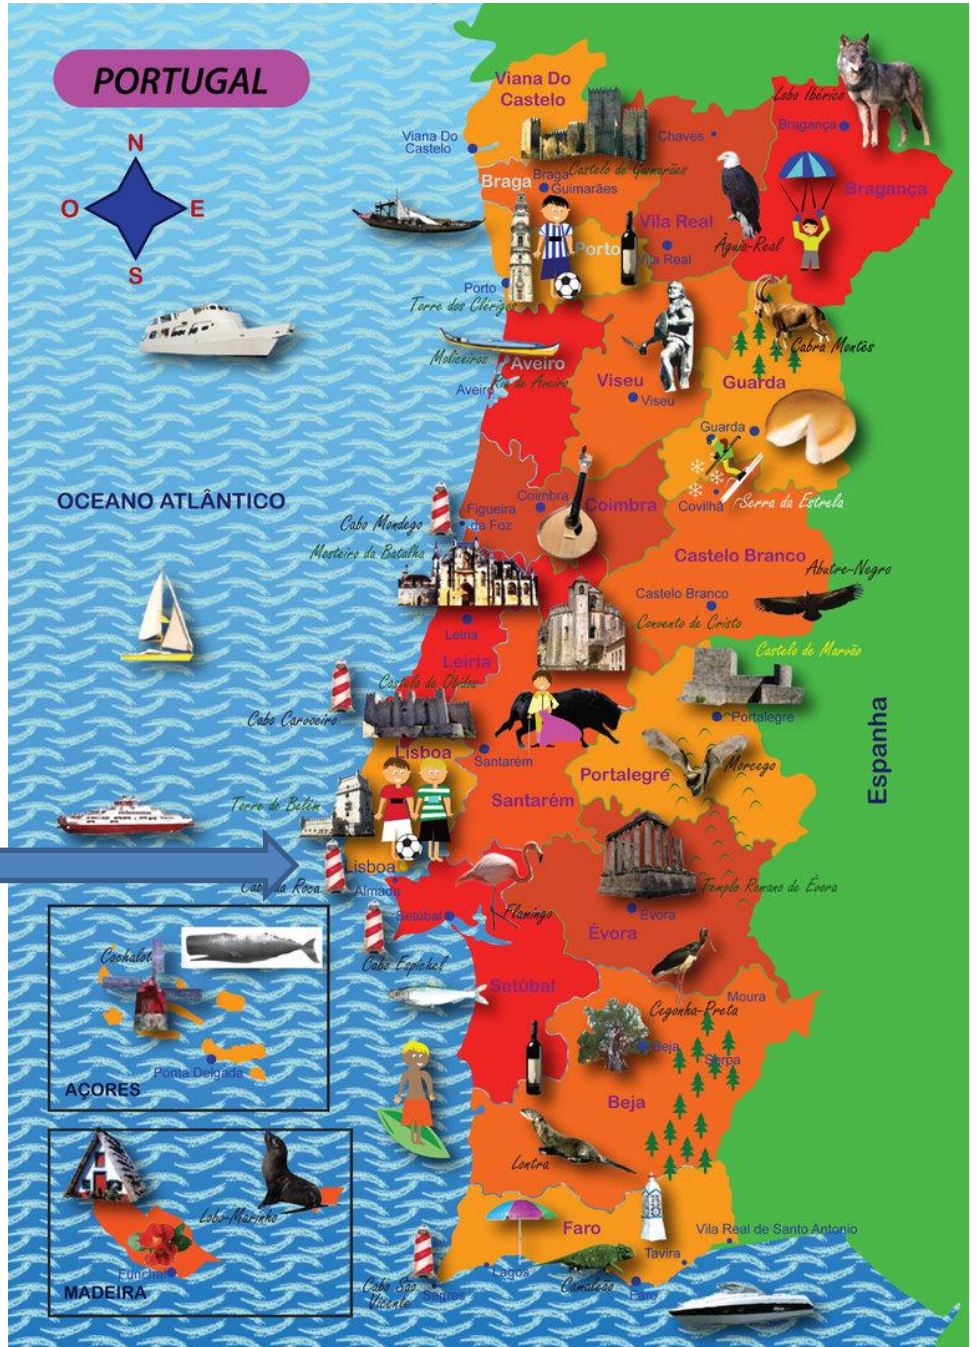 PORTUGAL
N
O
E
S
Viana Do
Castelo
Lobo Ibérico
Bragança
Chaves
Viana Do
Castelo
Castelo de Guimarães
Braga
Braga
Guimarães
Bragança
Vila Real
Porto
Vila Real
Águia-Real
Porto
Torre dos Clérigos
Cabra Montês
Moliceiros
Aveiro
Ria de Aveiro
Aveiro
Viseu
Viseu
Guarda
Guarda
OCEANO ATLÂNTICO
Coimbra
Coimbra
Covilhã
Serra da Estrela
Figueira
da Foz
Cabo Mondego
Mosteiro da Batalha
Castelo Branco
Abutre-Negro
Castelo Branco
Convento de Cristo
Leiria
Leiria
Castelo de Marvão
Castelo de Óbidos
Cabo Carvoeiro
Portalegre
Espanha
Lisboa
Santarém
Portalegre
Morcego
Santarém
Torre de Belém
Lisboa
Cabo da Roca
Almada
Templo Romano de Évora
Setúbal
Flamingo
Évora
Évora
Cachalot
Cabo Espichel
Setúbal
Cegonha-Preta
Moura
Beja
Serpa
Ponta Delgada
AÇORES
Beja
Lontra
Lobo-Marinho
Faro
Vila Real de Santo Antonio
Tavira
Funchal
MADEIRA
Cabo São
Vicente
Sagres
Lagos
Camaleão
Faro